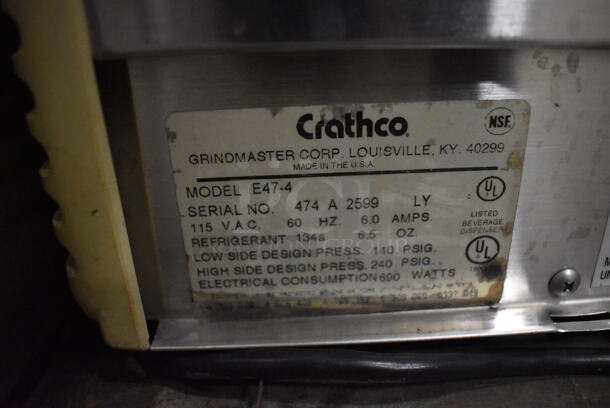 Crathco®
NSF®
GRINDMASTER CORP. LOUISVILLE, KY. 40299
MADE IN THE U.S.A.
MODEL E47-4
SERIAL NO. 474 A 2599 LY
115 V.A.C. 60 HZ 6.0 AMPS.
REFRIGERANT 134a 6.5 OZ.
LOW SIDE DESIGN PRESS. 140 PSIG.
HIGH SIDE DESIGN PRESS. 240 PSIG.
ELECTRICAL CONSUMPTION 690 WATTS
UL
LISTED
BEVERAGE
DISPENSER
UL